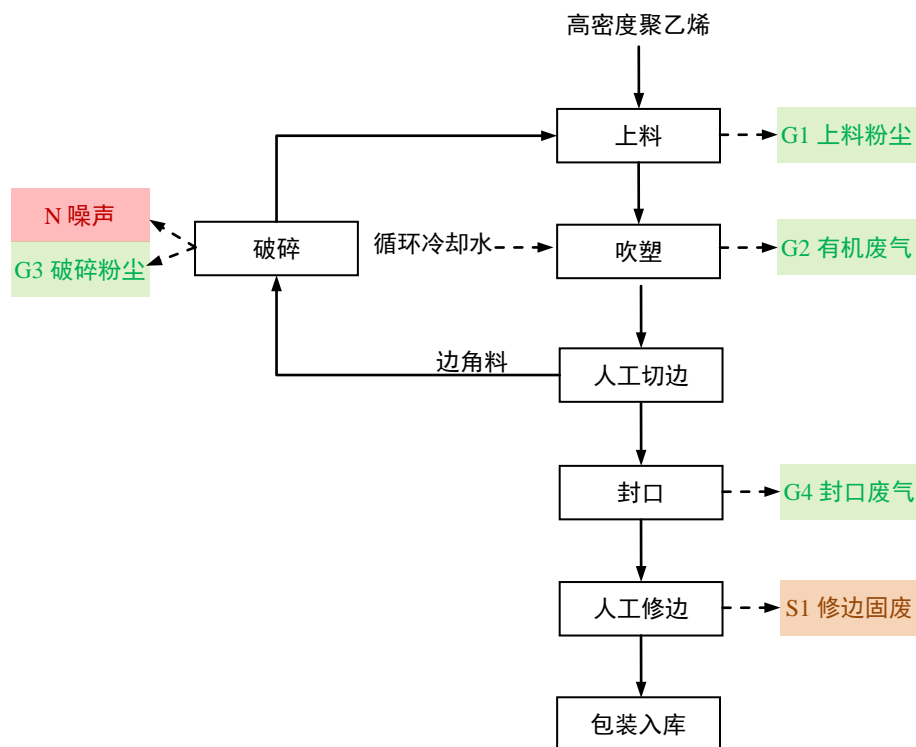 高密度聚乙烯
上料
G1 上料粉尘
N 噪声
G3 破碎粉尘
破碎
循环冷却水
吹塑
G2 有机废气
边角料
人工切边
封口
G4 封口废气
人工修边
S1 修边固废
包装入库